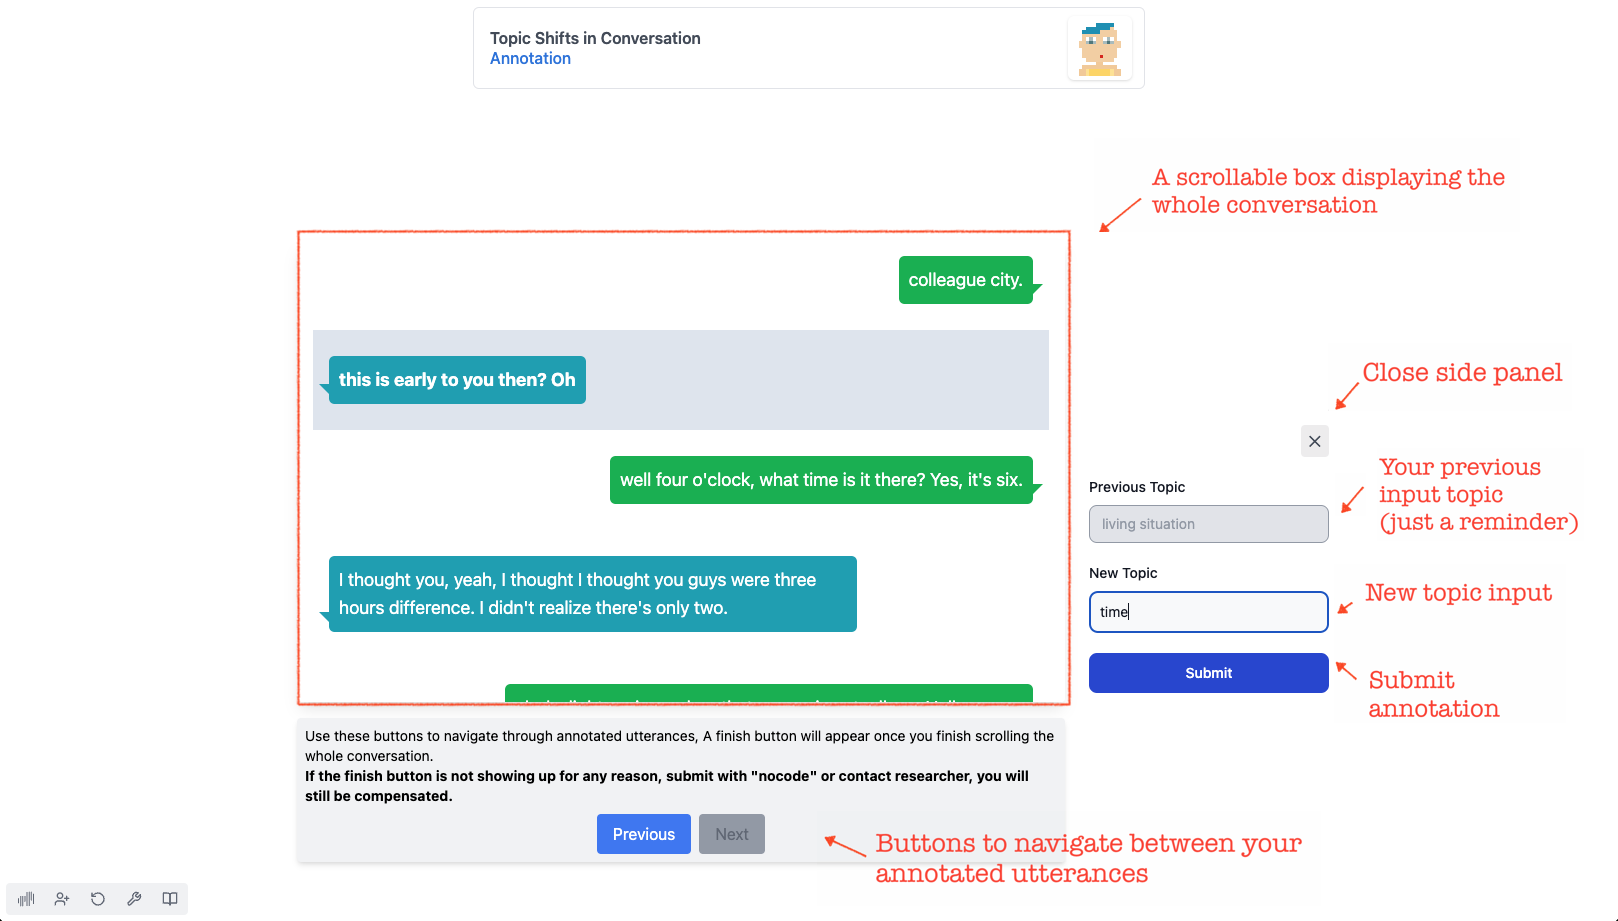 Topic Shifts in Conversation
Annotation
A scrollable box displaying the
whole conversation
colleague city.
this is early to you then? Oh
well four o'clock, what time is it there? Yes, it's six.
I thought you, yeah, I thought I thought you guys were three
hours difference. I didn't realize there's only two.
Close side panel
Previous Topic
living situation
Your previous
input topic
(just a reminder)
New Topic
time
New topic input
Submit
Submit
annotation
Use these buttons to navigate through annotated utterances, A finish button will appear once you finish scrolling the
whole conversation.
If the finish button is not showing up for any reason, submit with "nocode" or contact researcher, you will
still be compensated.
Previous
Next
Buttons to navigate between your
annotated utterances